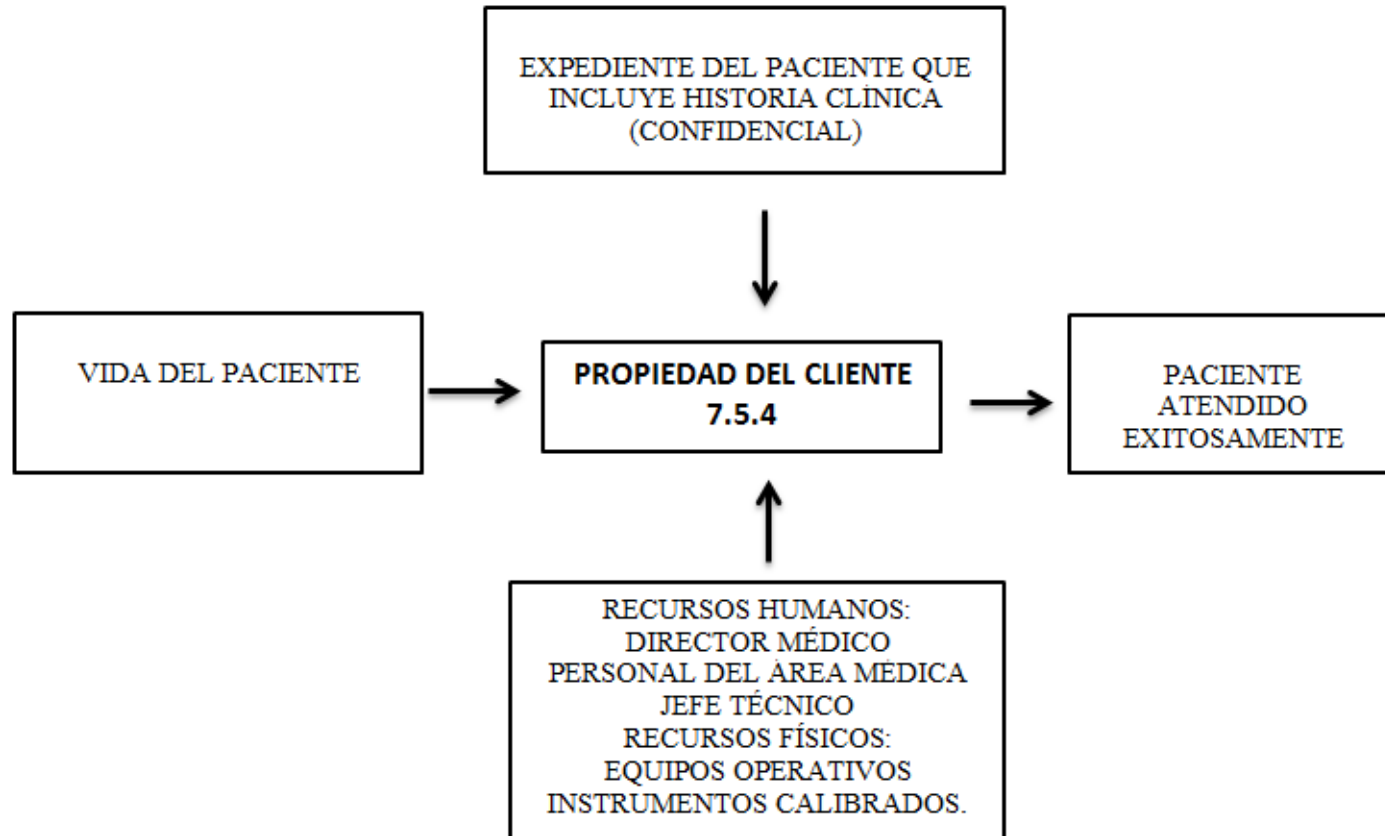 EXPEDIENTE DEL PACIENTE QUE
INCLUYE HISTORIA CLÍNICA
(CONFIDENCIAL)
VIDA DEL PACIENTE
PROPIEDAD DEL CLIENTE
7.5.4
PACIENTE
ATENDIDO
EXITOSAMENTE
RECURSOS HUMANOS:
DIRECTOR MÉDICO
PERSONAL DEL ÁREA MÉDICA
JEFE TÉCNICO
RECURSOS FÍSICOS:
EQUIPOS OPERATIVOS
INSTRUMENTOS CALIBRADOS.